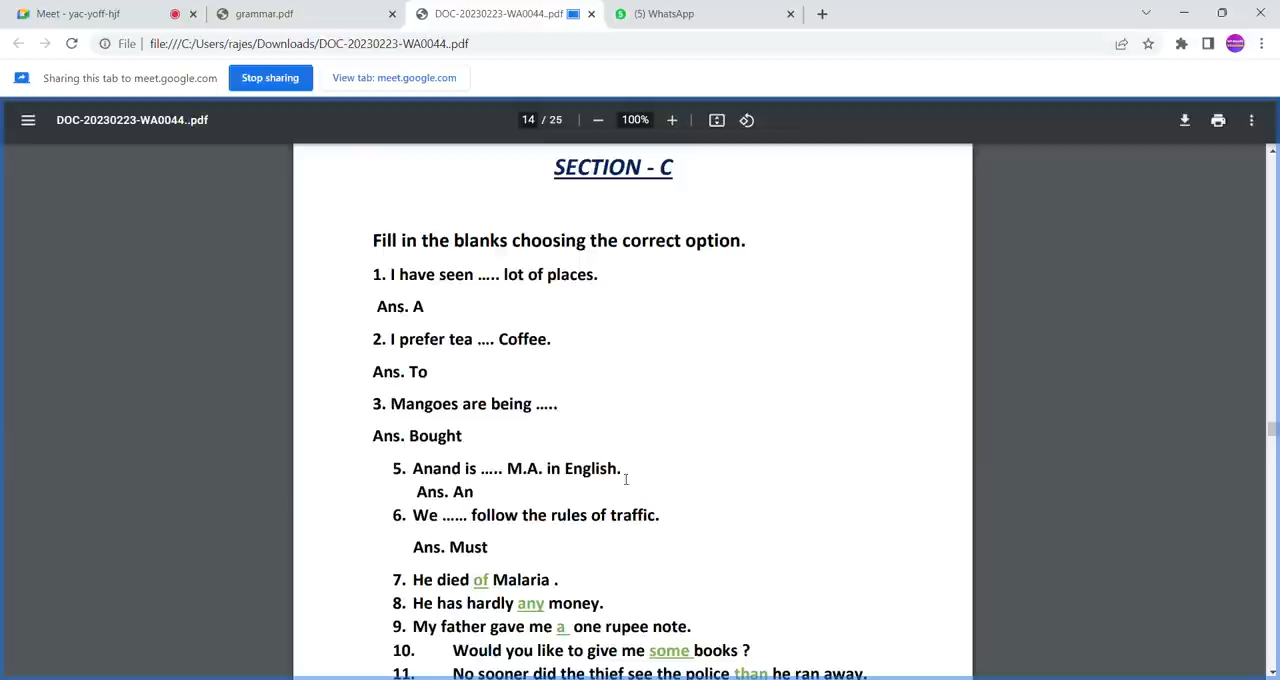 Meet - yac-yoff-hjf
grammar.pdf
DOC-20230223-WA0044..pdf
(5) WhatsApp
File
file:///C:/Users/rajes/Downloads/DOC-20230223-WA0044..pdf
Sharing this tab to meet.google.com
Stop sharing
View tab: meet.google.com
DOC-20230223-WA0044..pdf
14 / 25
100%
SECTION - C
Fill in the blanks choosing the correct option.
1. I have seen ..... lot of places.
Ans. A
2. I prefer tea .... Coffee.
Ans. To
3. Mangoes are being .....
Ans. Bought
5. Anand is ..... M.A. in English.
Ans. An
6. We ...... follow the rules of traffic.
Ans. Must
7. He died of Malaria .
8. He has hardly any money.
9. My father gave me a one rupee note.
10. Would you like to give me some books ?
11. No sooner did the thief see the police than he ran away.